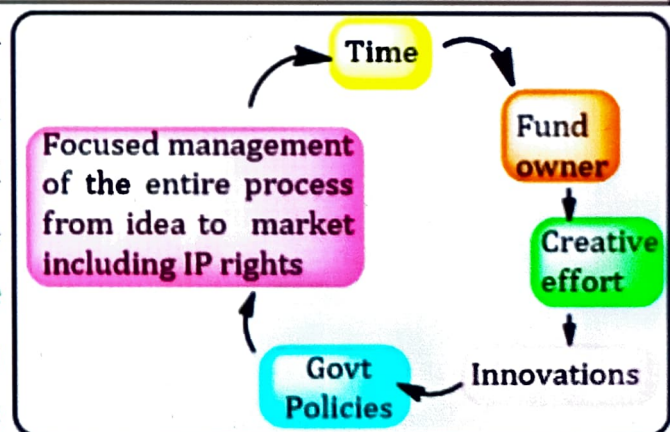 Time
Fund
owner
Creative
effort
Innovations
Govt
Policies
Focused management
of the entire process
from idea to market
including IP rights